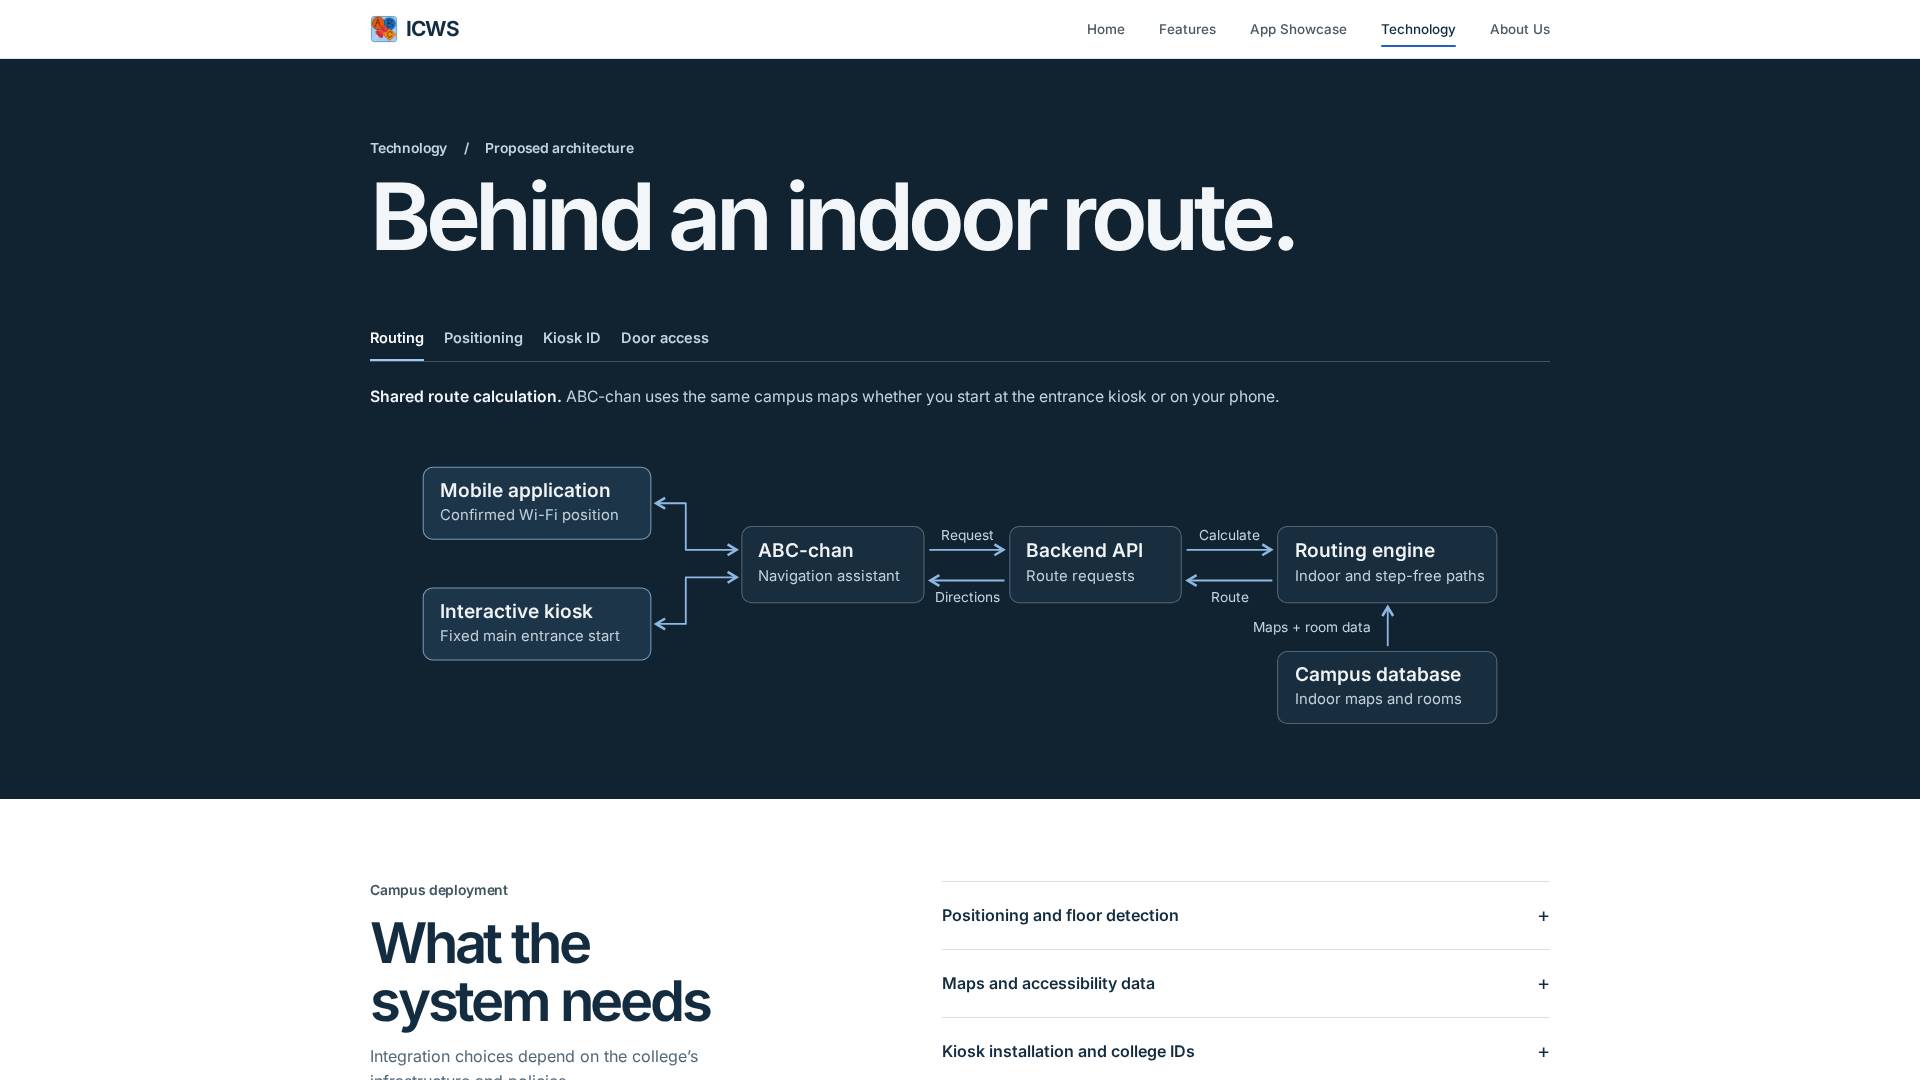 ICWS
Home Features App Showcase Technology About Us
Technology / Proposed architecture
Behind an indoor route.
Routing Positioning Kiosk ID Door access
Shared route calculation. ABC-chan uses the same campus maps whether you start at the entrance kiosk or on your phone.
Mobile application
Confirmed Wi-Fi position
Interactive kiosk
Fixed main entrance start
ABC-chan
Navigation assistant
Request
Directions
Backend API
Route requests
Calculate
Route
Routing engine
Indoor and step-free paths
Maps + room data
Campus database
Indoor maps and rooms
Campus deployment
What the
system needs
Integration choices depend on the college’s
infrastructure and policies.
Positioning and floor detection +
Maps and accessibility data +
Kiosk installation and college IDs +